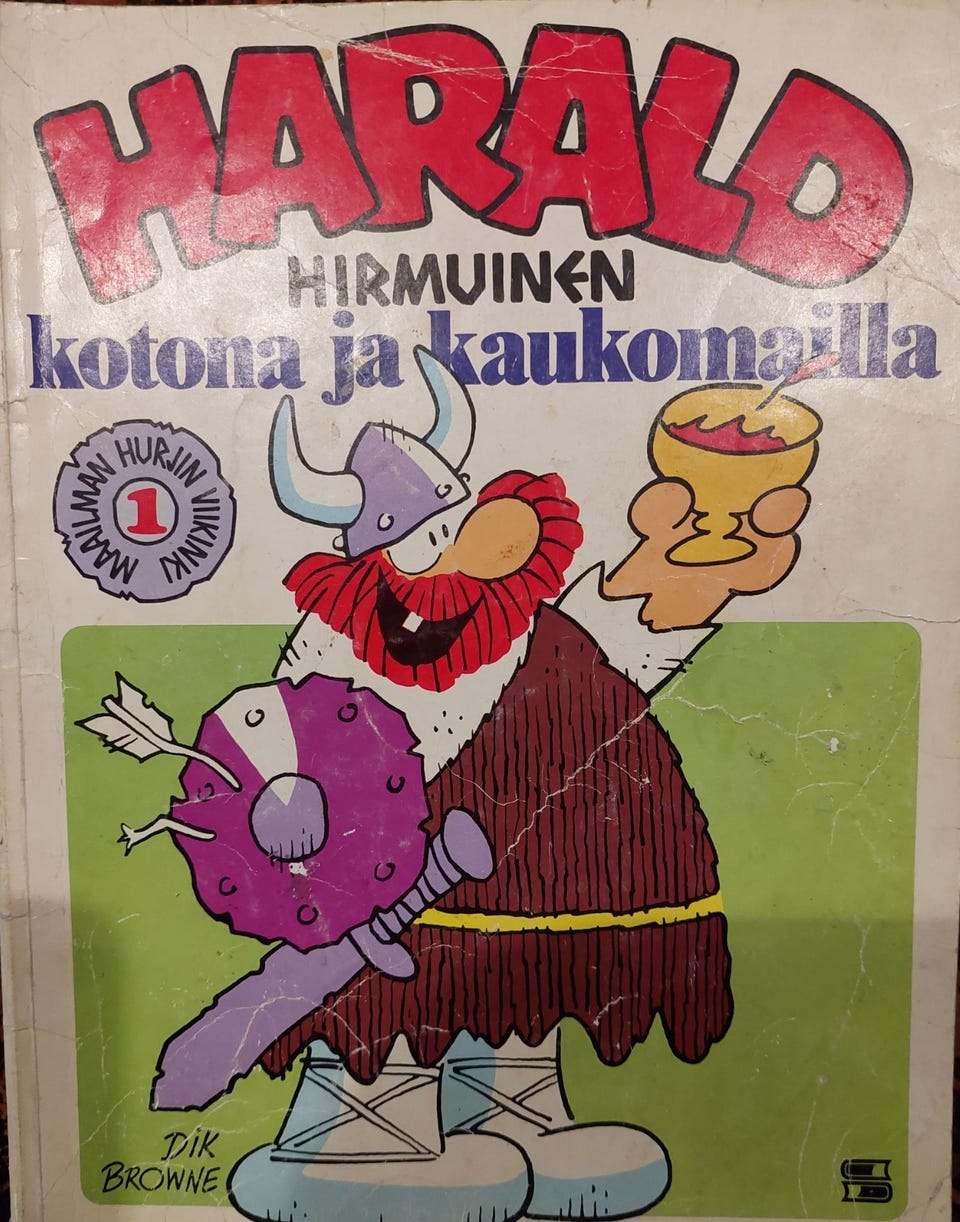 HARALD
HIRMUINEN
kotona ja kaukomailla
MAAILMAN HURJIN VIIKINKI
1
DIK
BROWNE